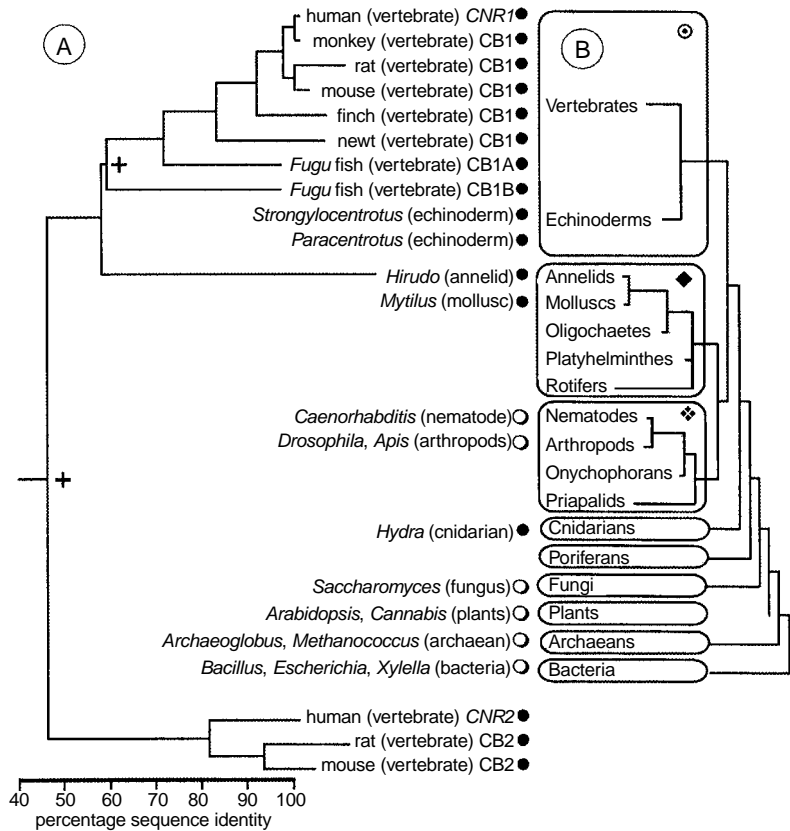 A
human (vertebrate) CNR1
monkey (vertebrate) CB1
rat (vertebrate) CB1
mouse (vertebrate) CB1
finch (vertebrate) CB1
newt (vertebrate) CB1
Fugu fish (vertebrate) CB1A
Fugu fish (vertebrate) CB1B
Strongylocentrotus (echinoderm)
Paracentrotus (echinoderm)
Hirudo (annelid)
Mytilus (mollusc)
Caenorhabditis (nematode)
Drosophila, Apis (arthropods)
Hydra (cnidarian)
Saccharomyces (fungus)
Arabidopsis, Cannabis (plants)
Archaeoglobus, Methanococcus (archaean)
Bacillus, Escherichia, Xylella (bacteria)
human (vertebrate) CNR2
rat (vertebrate) CB2
mouse (vertebrate) CB2
40 50 60 70 80 90 100
percentage sequence identity
B
Vertebrates
Echinoderms
Annelids
Molluscs
Oligochaetes
Platyhelminthes
Rotifers
Nematodes
Arthropods
Onychophorans
Priapalids
Cnidarians
Poriferans
Fungi
Plants
Archaeans
Bacteria